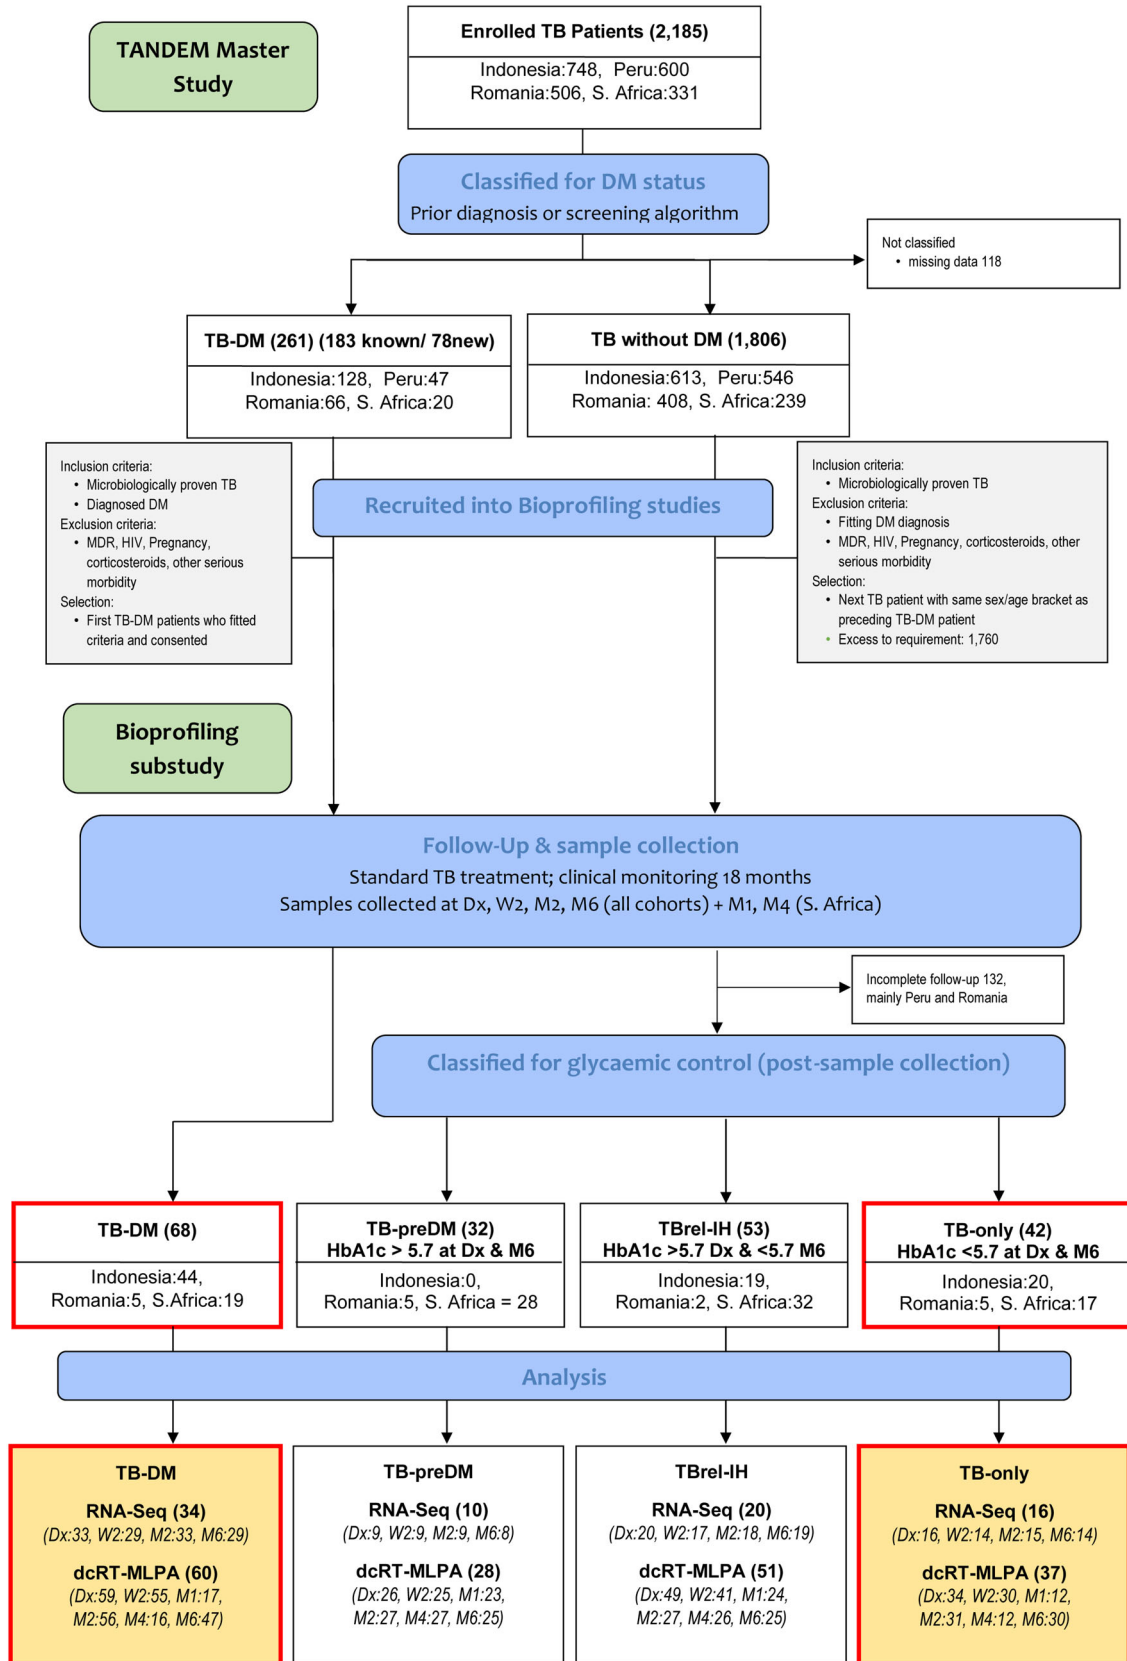 TANDEM Master
Study
Enrolled TB Patients (2,185)
Indonesia:748, Peru:600
Romania:506, S. Africa:331
Classified for DM status
Prior diagnosis or screening algorithm
Not classified
• missing data 118
TB-DM (261) (183 known/ 78new)
Indonesia:128, Peru:47
Romania:66, S. Africa:20
TB without DM (1,806)
Indonesia:613, Peru:546
Romania: 408, S. Africa:239
Inclusion criteria:
• Microbiologically proven TB
• Diagnosed DM
Exclusion criteria:
• MDR, HIV, Pregnancy,
corticosteroids, other serious
morbidity
Selection:
• First TB-DM patients who fitted
criteria and consented
Recruited into Bioprofiling studies
Inclusion criteria:
• Microbiologically proven TB
Exclusion criteria:
• Fitting DM diagnosis
• MDR, HIV, Pregnancy, corticosteroids, other
serious morbidity
Selection:
• Next TB patient with same sex/age bracket as
preceding TB-DM patient
• Excess to requirement: 1,760
Bioprofiling
substudy
Follow-Up & sample collection
Standard TB treatment; clinical monitoring 18 months
Samples collected at Dx, W2, M2, M6 (all cohorts) + M1, M4 (S. Africa)
Incomplete follow-up 132,
mainly Peru and Romania
Classified for glycaemic control (post-sample collection)
TB-DM (68)
Indonesia:44,
Romania:5, S.Africa:19
TB-preDM (32)
HbA1c > 5.7 at Dx & M6
Indonesia:0,
Romania:5, S. Africa = 28
TBrel-IH (53)
HbA1c >5.7 Dx & <5.7 M6
Indonesia:19,
Romania:2, S. Africa:32
TB-only (42)
HbA1c <5.7 at Dx & M6
Indonesia:20,
Romania:5, S. Africa:17
Analysis
TB-DM
RNA-Seq (34)
(Dx:33, W2:29, M2:33, M6:29)
dcRT-MLPA (60)
(Dx:59, W2:55, M1:17,
M2:56, M4:16, M6:47)
TB-preDM
RNA-Seq (10)
(Dx:9, W2:9, M2:9, M6:8)
dcRT-MLPA (28)
(Dx:26, W2:25, M1:23,
M2:27, M4:27, M6:25)
TBrel-IH
RNA-Seq (20)
(Dx:20, W2:17, M2:18, M6:19)
dcRT-MLPA (51)
(Dx:49, W2:41, M1:24,
M2:27, M4:26, M6:25)
TB-only
RNA-Seq (16)
(Dx:16, W2:14, M2:15, M6:14)
dcRT-MLPA (37)
(Dx:34, W2:30, M1:12,
M2:31, M4:12, M6:30)